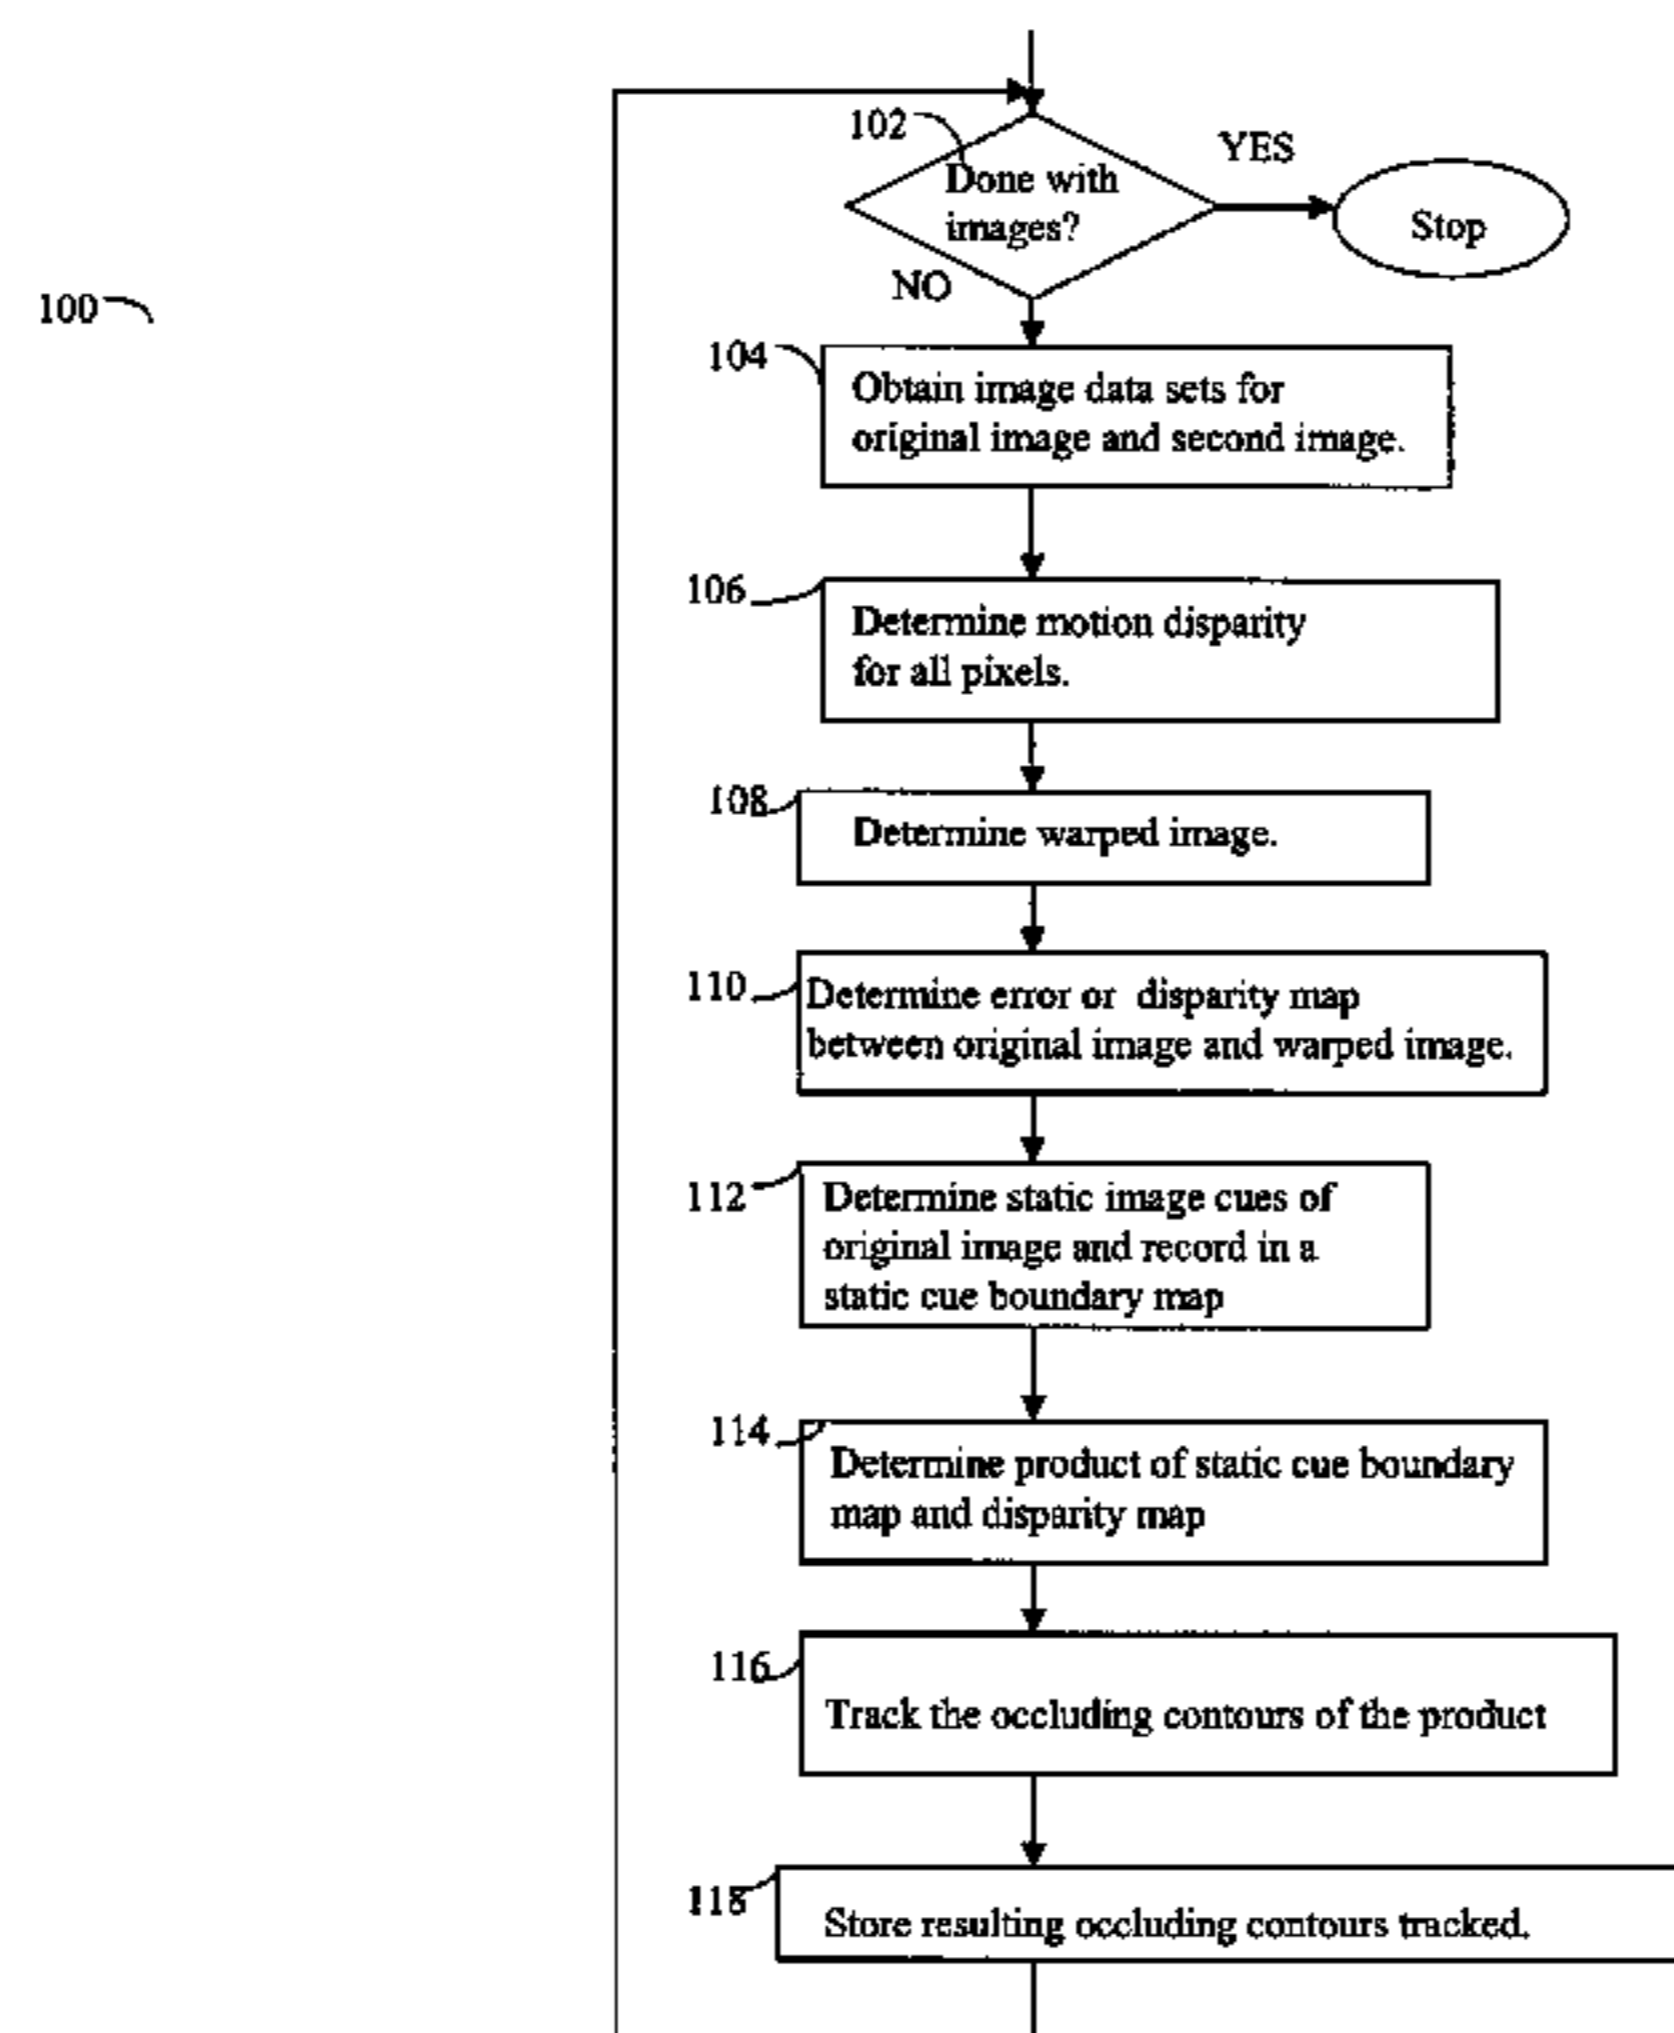 102
YES
Done with
images?
Stop
NO
100
104
Obtain image data sets for
original image and second image.
106
Determine motion disparity
for all pixels.
108
Determine warped image.
110
Determine error or disparity map
between original image and warped image.
112
Determine static image cues of
original image and record in a
static cue boundary map
114
Determine product of static cue boundary
map and disparity map
116
Track the occluding contours of the product
118
Store resulting occluding contours tracked.